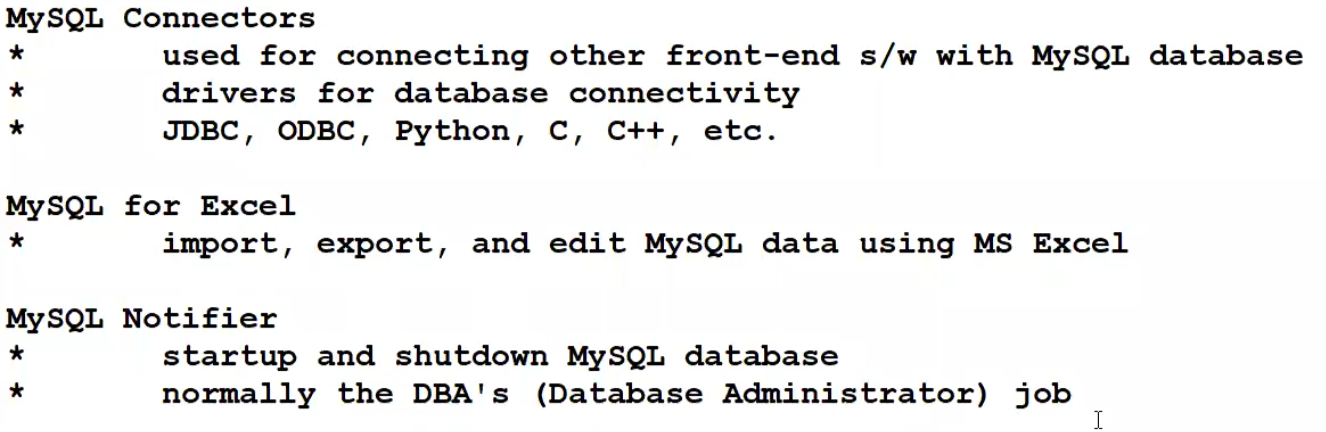 MySQL Connectors
* used for connecting other front-end s/w with MySQL database
* drivers for database connectivity
* JDBC, ODBC, Python, C, C++, etc.
MySQL for Excel
* import, export, and edit MySQL data using MS Excel
MySQL Notifier
* startup and shutdown MySQL database
* normally the DBA's (Database Administrator) job